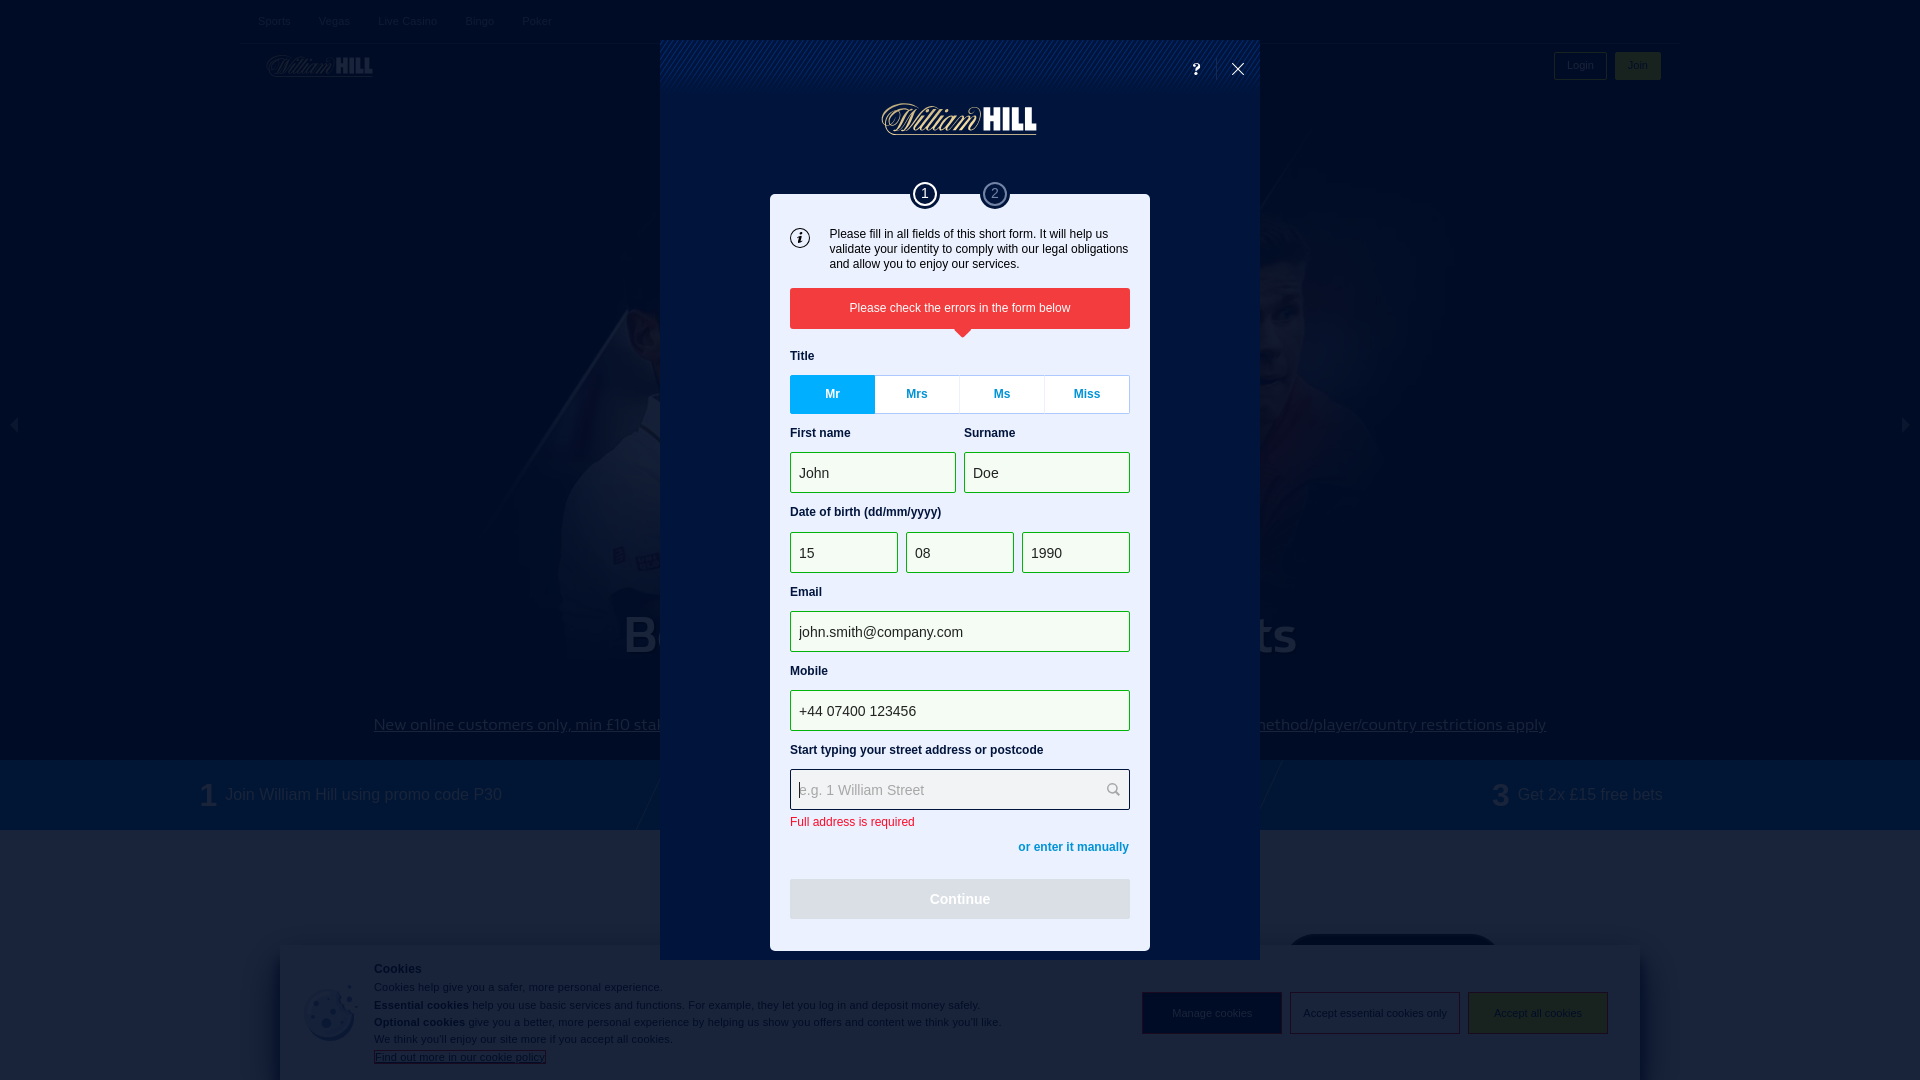 Sports Vegas Live Casino Bingo Poker
William HILL
Login Join
?
William HILL
1 2
Please fill in all fields of this short form. It will help us
validate your identity to comply with our legal obligations
and allow you to enjoy our services.
Please check the errors in the form below
Title
Mr Mrs Ms Miss
First name Surname
John Doe
Date of birth (dd/mm/yyyy)
15 08 1990
Email
john.smith@company.com
Mobile
+44 07400 123456
New online customers only, min £10 method/player/country restrictions apply
Start typing your street address or postcode
e.g. 1 William Street
1 Join William Hill using promo code P30
3 Get 2x £15 free bets
Full address is required
or enter it manually
Continue
Cookies
Cookies help give you a safer, more personal experience.
Essential cookies help you use basic services and functions. For example, they let you log in and deposit money safely.
Optional cookies give you a better, more personal experience by helping us show you offers and content we think you'll like.
We think you'll enjoy our site more if you accept all cookies.
Find out more in our cookie policy
Manage cookies Accept essential cookies only Accept all cookies